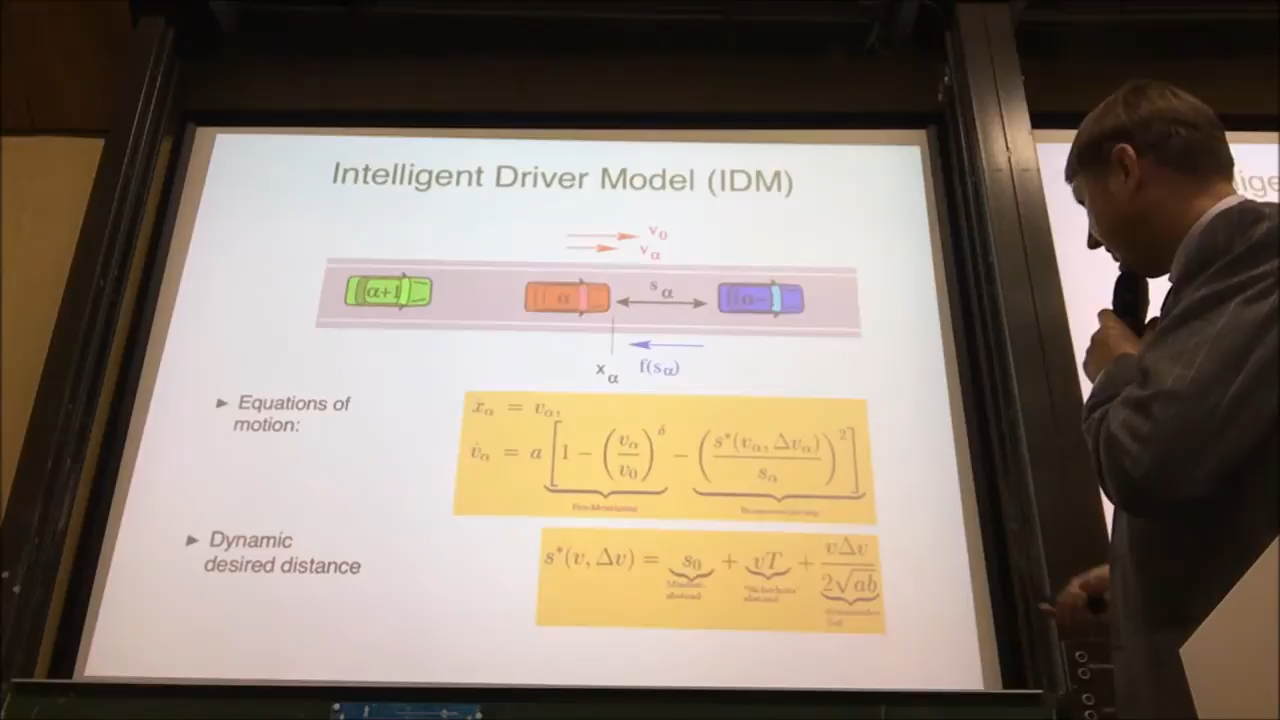 Intelligent Driver Model (IDM)
v₀
vα
α+1
α
sα
α-
xα
f(sα)
► Equations of
motion:
ẋα = vα,
v̇α = a [1 − (vα/v0)^δ − (s*(vα, Δvα)/sα)²]
► Dynamic
desired distance
s*(v, Δv) = s0 + vT + vΔv/2√ab